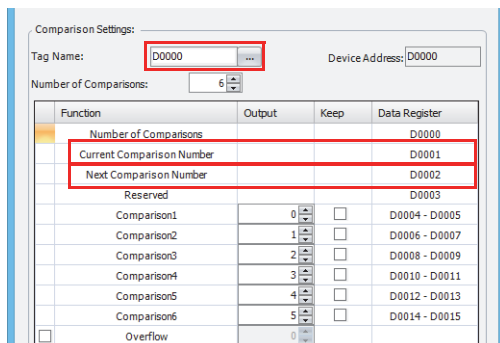 Comparison Settings:
Tag Name: D0000 ... Device Address: D0000
Number of Comparisons: 6
Function Output Keep Data Register
Number of Comparisons D0000
Current Comparison Number D0001
Next Comparison Number D0002
Reserved D0003
Comparison1 0 D0004 - D0005
Comparison2 1 D0006 - D0007
Comparison3 2 D0008 - D0009
Comparison4 3 D0010 - D0011
Comparison5 4 D0012 - D0013
Comparison6 5 D0014 - D0015
Overflow 0